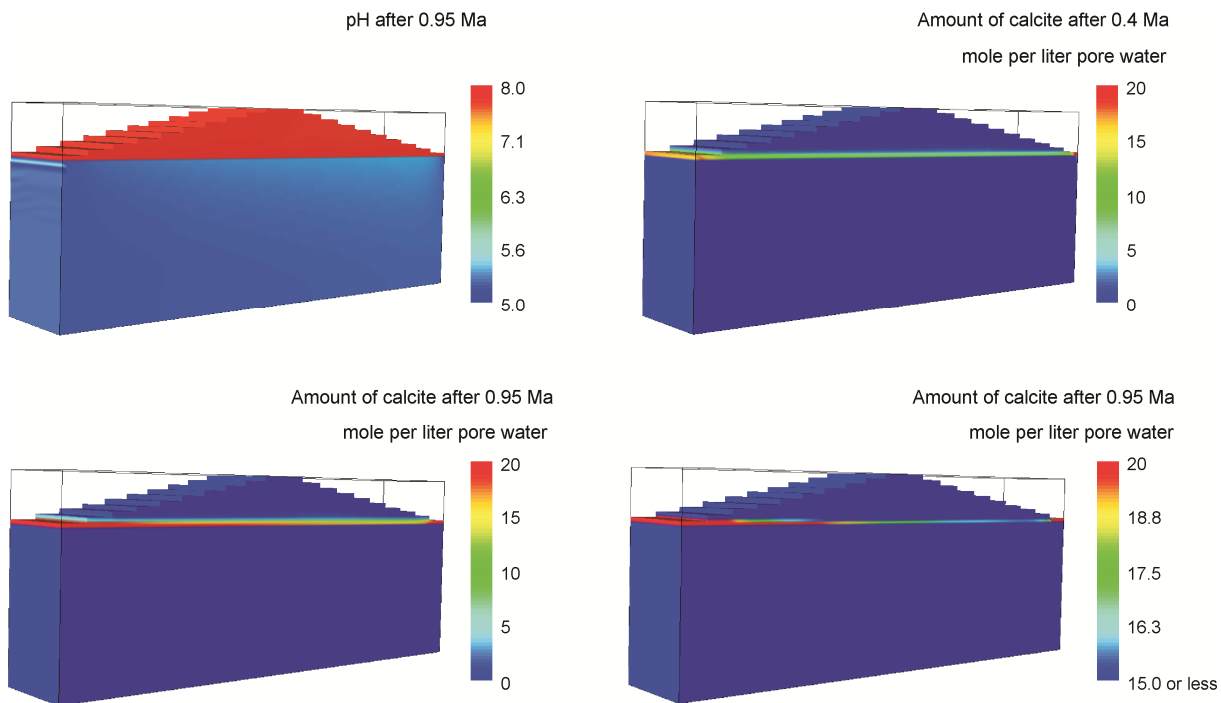 pH after 0.95 Ma
8.0
7.1
6.3
5.6
5.0
Amount of calcite after 0.4 Ma
mole per liter pore water
20
15
10
5
0
Amount of calcite after 0.95 Ma
mole per liter pore water
20
15
10
5
0
Amount of calcite after 0.95 Ma
mole per liter pore water
20
18.8
17.5
16.3
15.0 or less